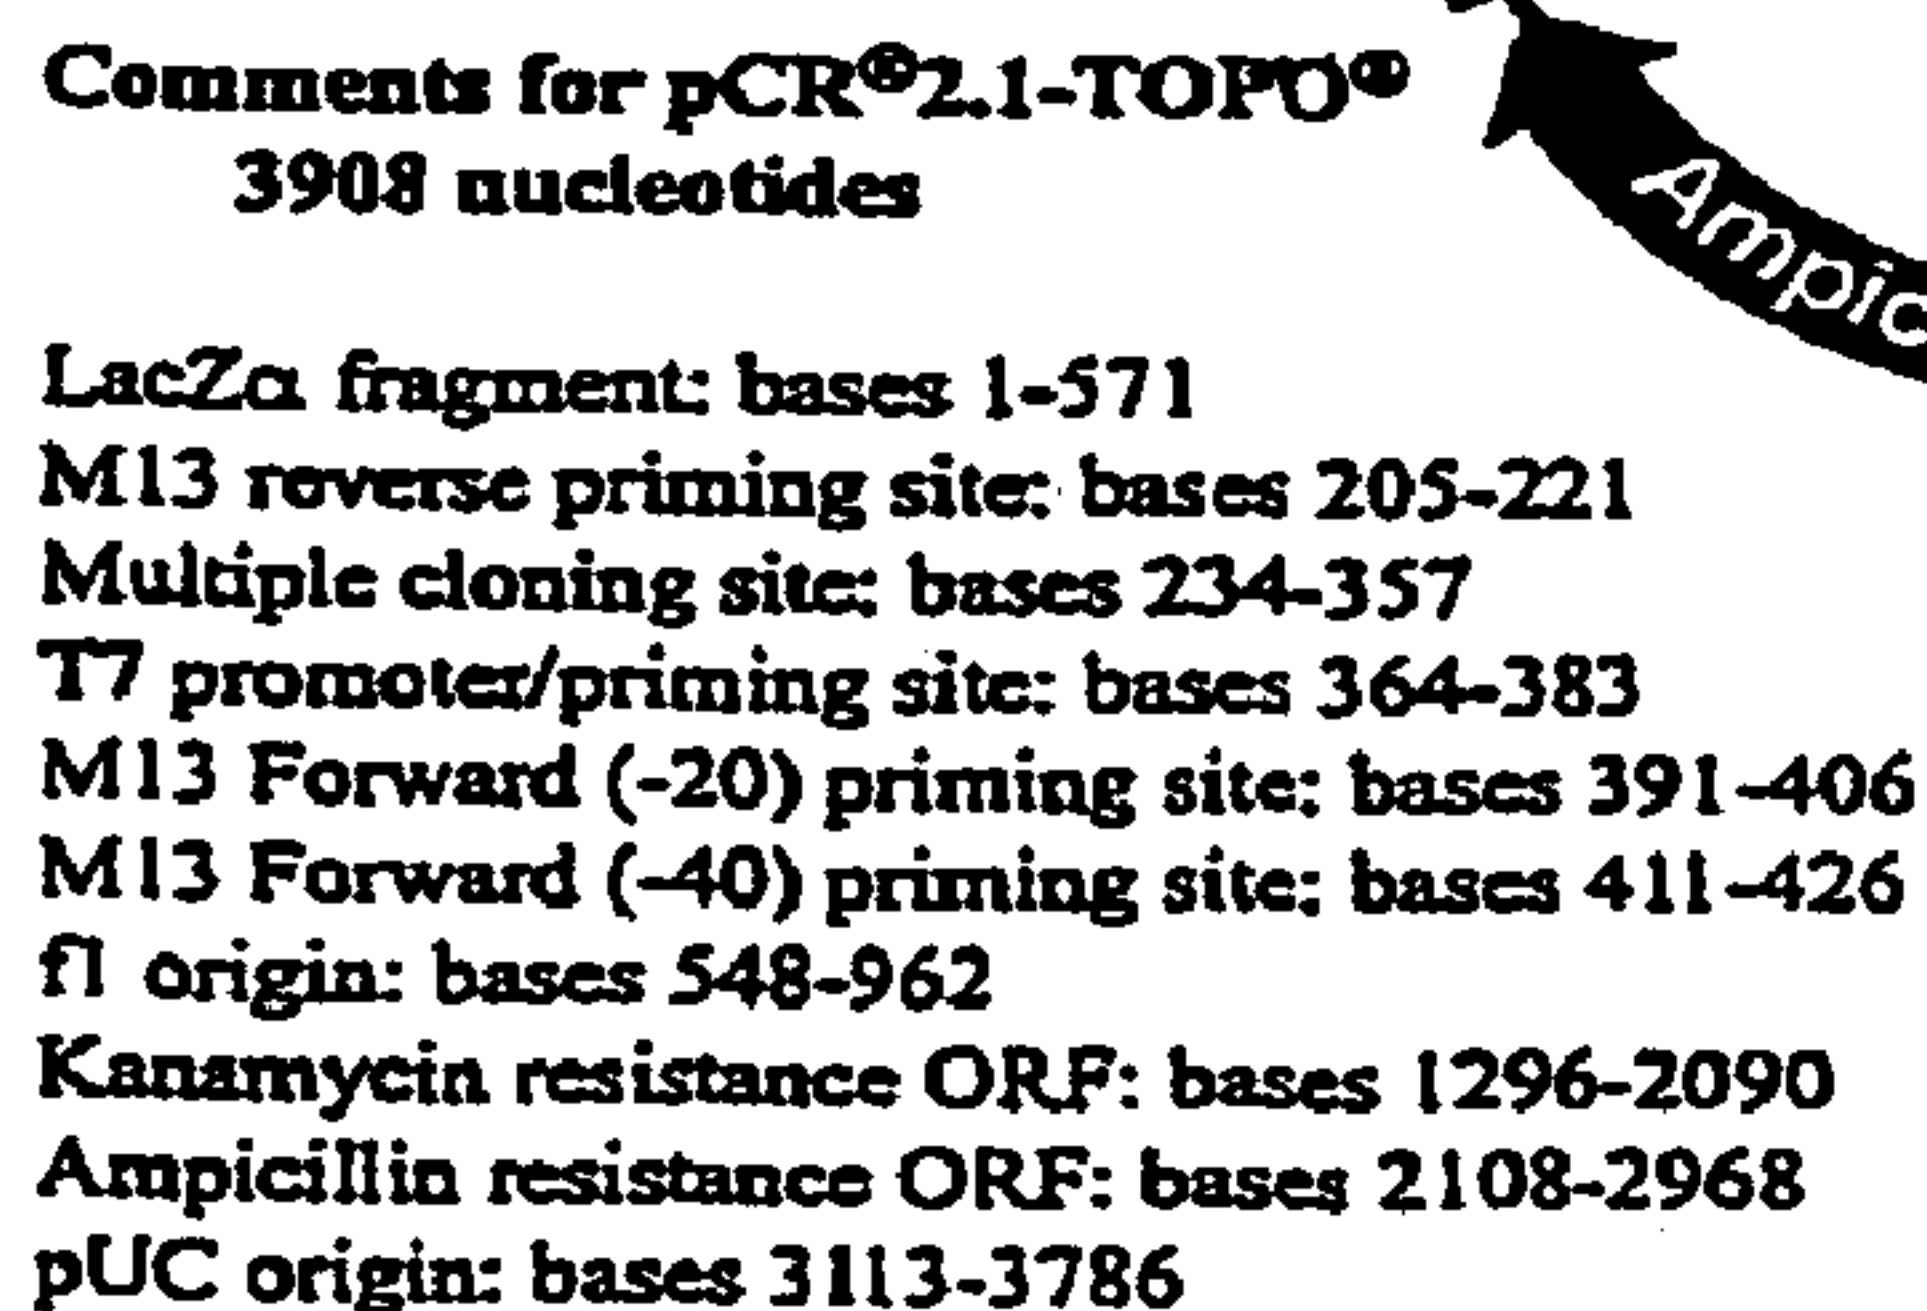 Comments for pCR®2.1-TOPO®
3908 nucleotides
Ampic
LacZα fragment: bases 1-571
M13 reverse priming site: bases 205-221
Multiple cloning site: bases 234-357
T7 promoter/priming site: bases 364-383
M13 Forward (-20) priming site: bases 391-406
M13 Forward (-40) priming site: bases 411-426
f1 origin: bases 548-962
Kanamycin resistance ORF: bases 1296-2090
Ampicillin resistance ORF: bases 2108-2968
pUC origin: bases 3113-3786